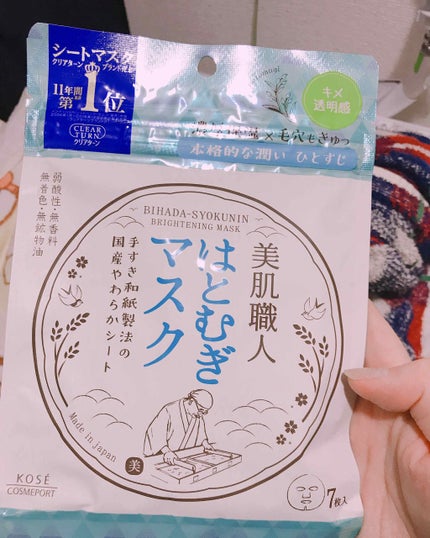 シートマスク
クリアターン
11年間
第1位
CLEAR
TURN
クリアターン
キメ
透明感
毛穴もきゅっ
本格的な潤い ひとすじ
弱酸性・無香料
無着色・無鉱物油
BIHADA-SYOKUNIN
BRIGHTENING MASK
美肌職人
はとむぎ
マスク
手すき和紙製法の
国産やわらかシート
Made in Japan
美
KOSÉ
COSMEPORT
7枚入